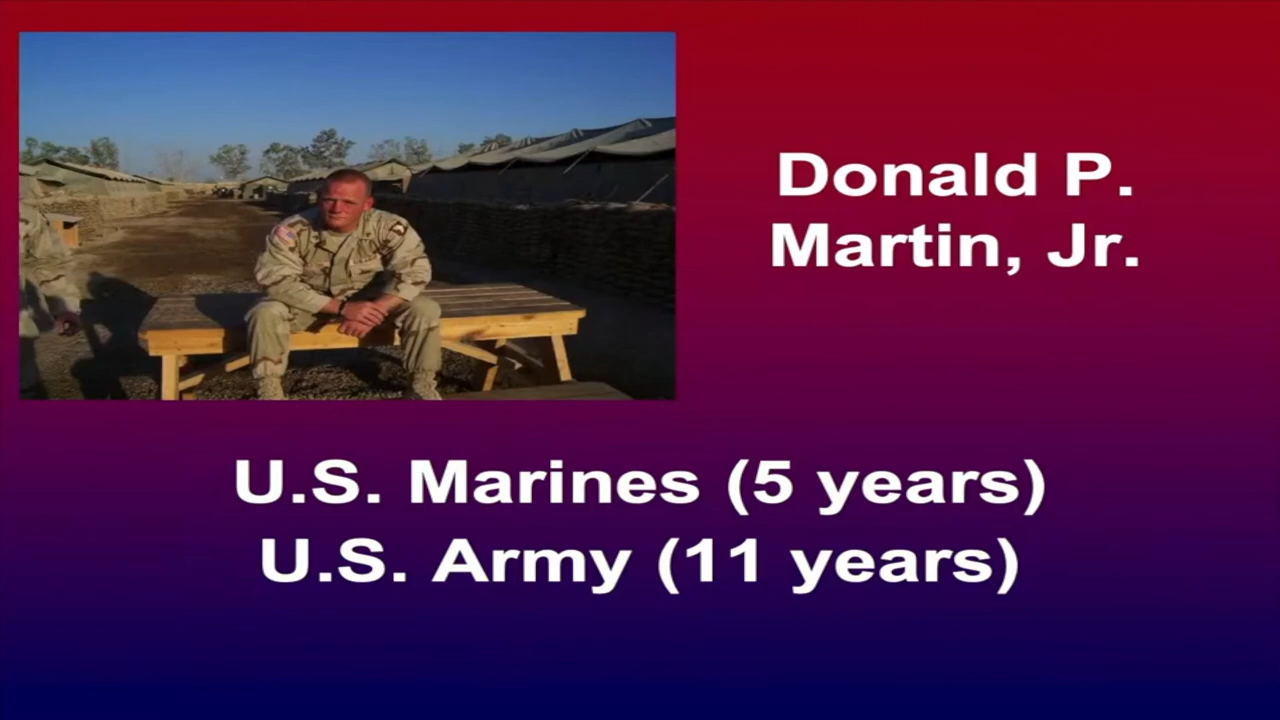 Donald P.
Martin, Jr.
U.S. Marines (5 years)
U.S. Army (11 years)